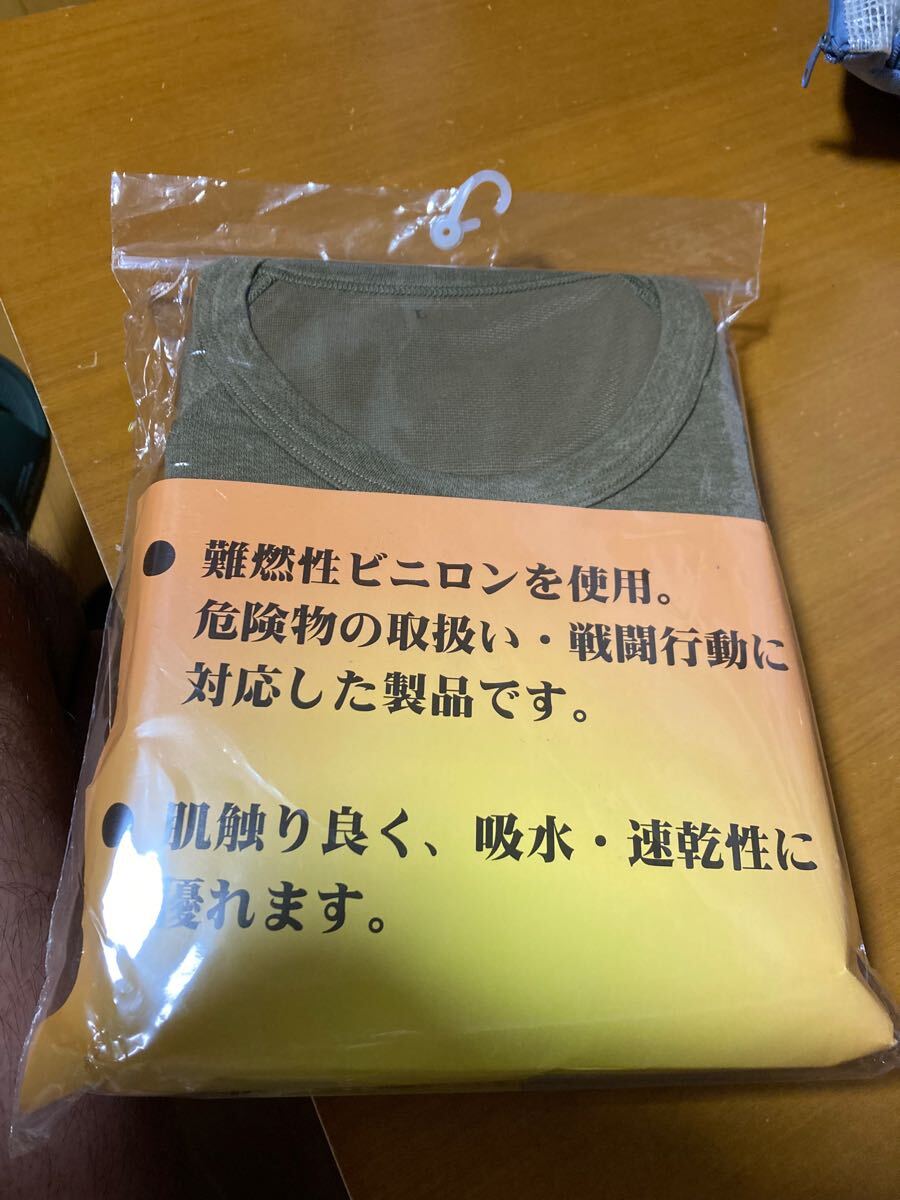 L
● 難燃性ビニロンを使用。
危険物の取扱い・戦闘行動に
対応した製品です。
● 肌触り良く、吸水・速乾性に
優れます。